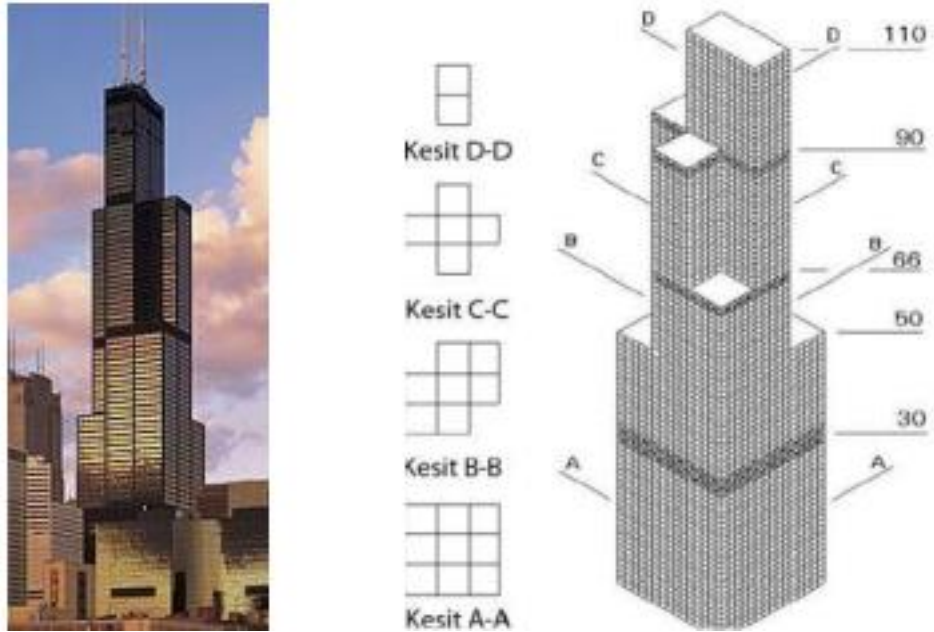 Kesit D-D
Kesit C-C
Kesit B-B
Kesit A-A
D
D
110
90
C
C
B
B
66
50
30
A
A